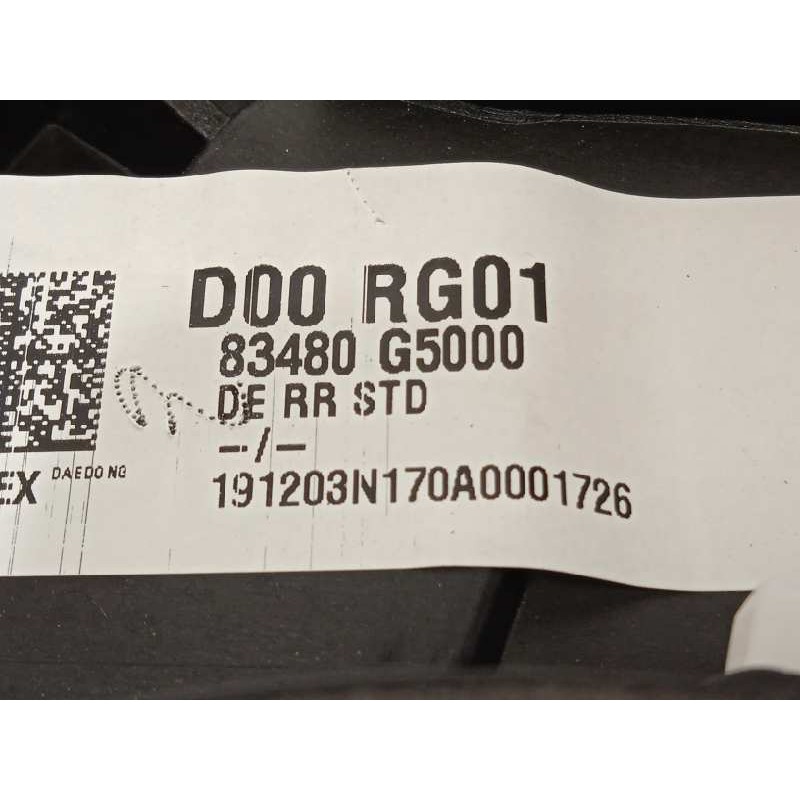 D00 RG01
83480 G5000
DE RR STD
-/-
EX DAEDONG
191203N170A0001726